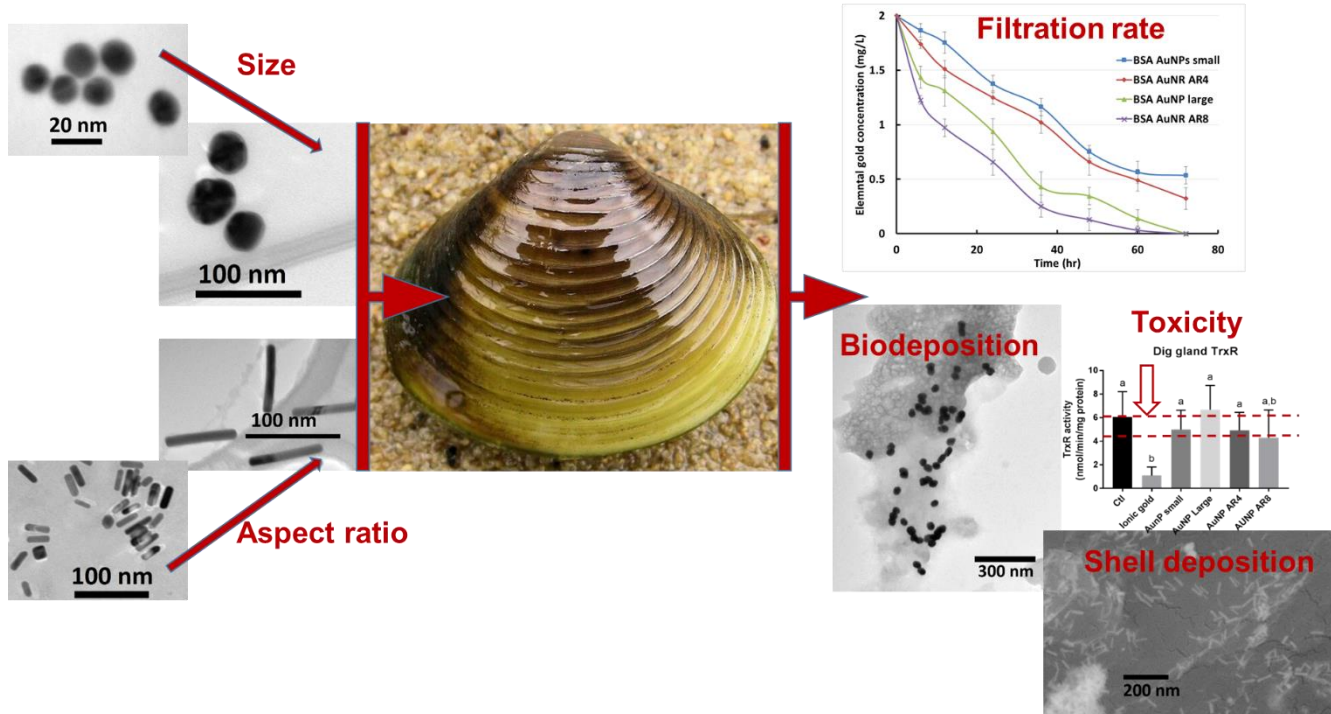 Size
20 nm
100 nm
100 nm
100 nm
Aspect ratio
Filtration rate
Elemntal gold concentration (mg/L)
2
1.5
1
0.5
0
0
20
40
60
80
Time (hr)
BSA AuNPs small
BSA AuNR AR4
BSA AuNP large
BSA AuNR AR8
Biodeposition
300 nm
Toxicity
Dig gland TrxR
TrxR activity
(nmol/min/mg protein)
10
8
6
4
2
0
a
b
a
a
a
a,b
Ctl
Ionic gold
AunP small
AuNP Large
AuNP AR4
AUNP AR8
Shell deposition
200 nm